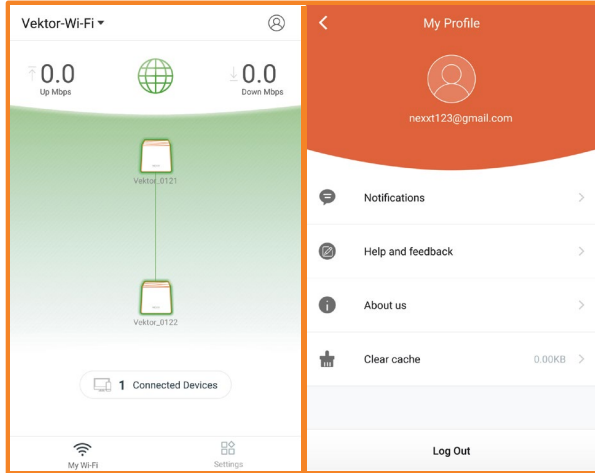 Vektor-Wi-Fi
0.0
Up Mbps
0.0
Down Mbps
Vektor_0121
Vektor_0122
1 Connected Devices
My Wi-Fi
Settings
My Profile
nexxt123@gmail.com
Notifications
Help and feedback
About us
Clear cache 0.00KB
Log Out